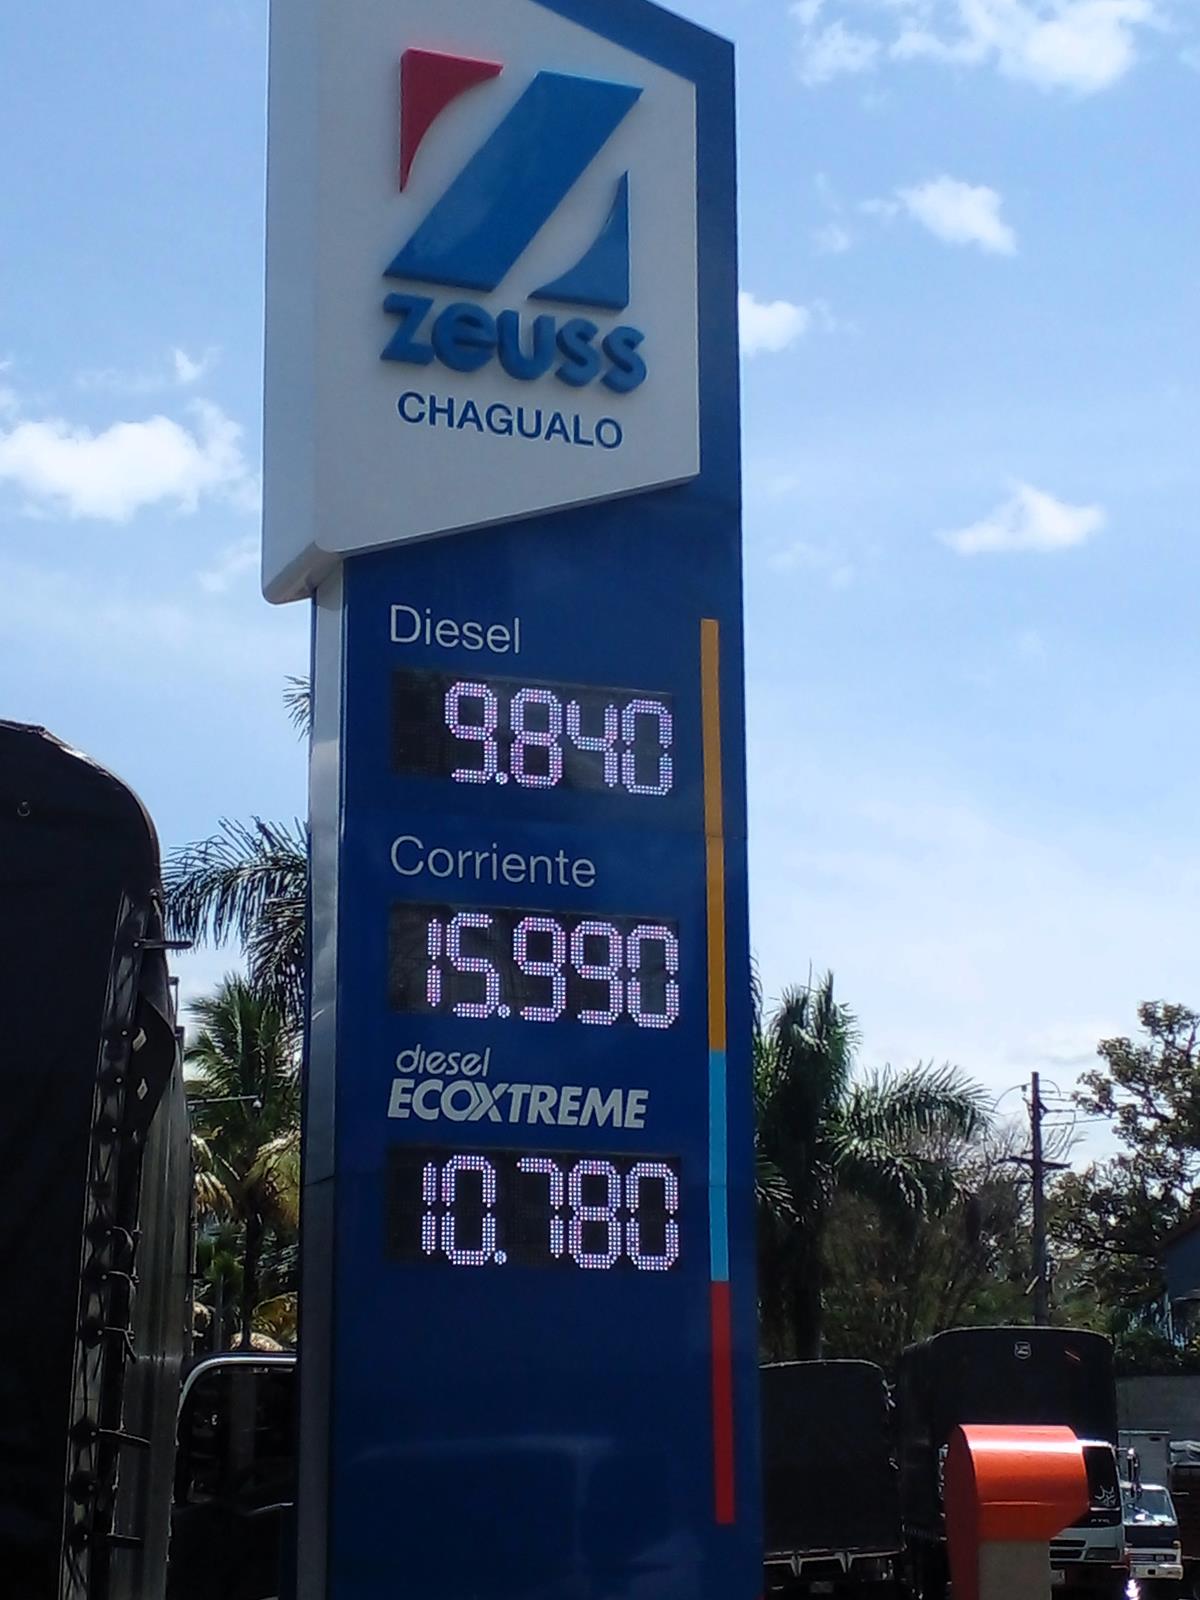 zeuss
CHAGUALO
Diesel
9.840
Corriente
15.990
diesel
ECOXTREME
10.780